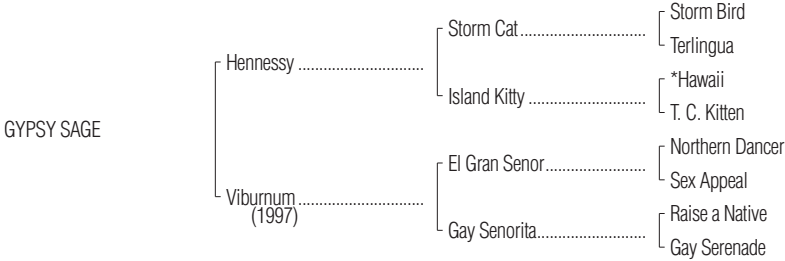 Storm Bird
Storm Cat..............................
Terlingua
Hennessy ..............................
*Hawaii
Island Kitty ............................
T. C. Kitten
GYPSY SAGE
Northern Dancer
El Gran Senor........................
Sex Appeal
Viburnum ..............................
(1997)
Raise a Native
Gay Senorita..........................
Gay Serenade